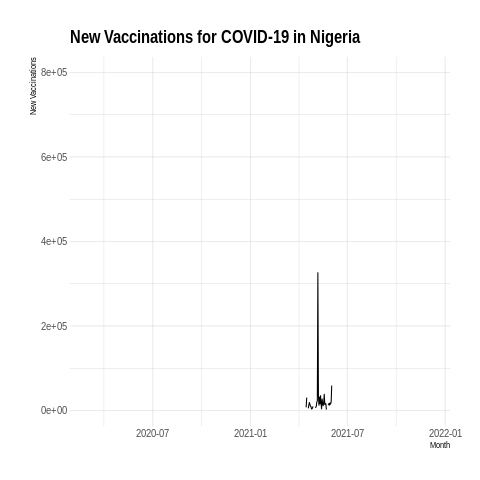 New Vaccinations for COVID-19 in Nigeria
New Vaccinations
8e+05
6e+05
4e+05
2e+05
0e+00
2020-07 2021-01 2021-07 2022-01
Month